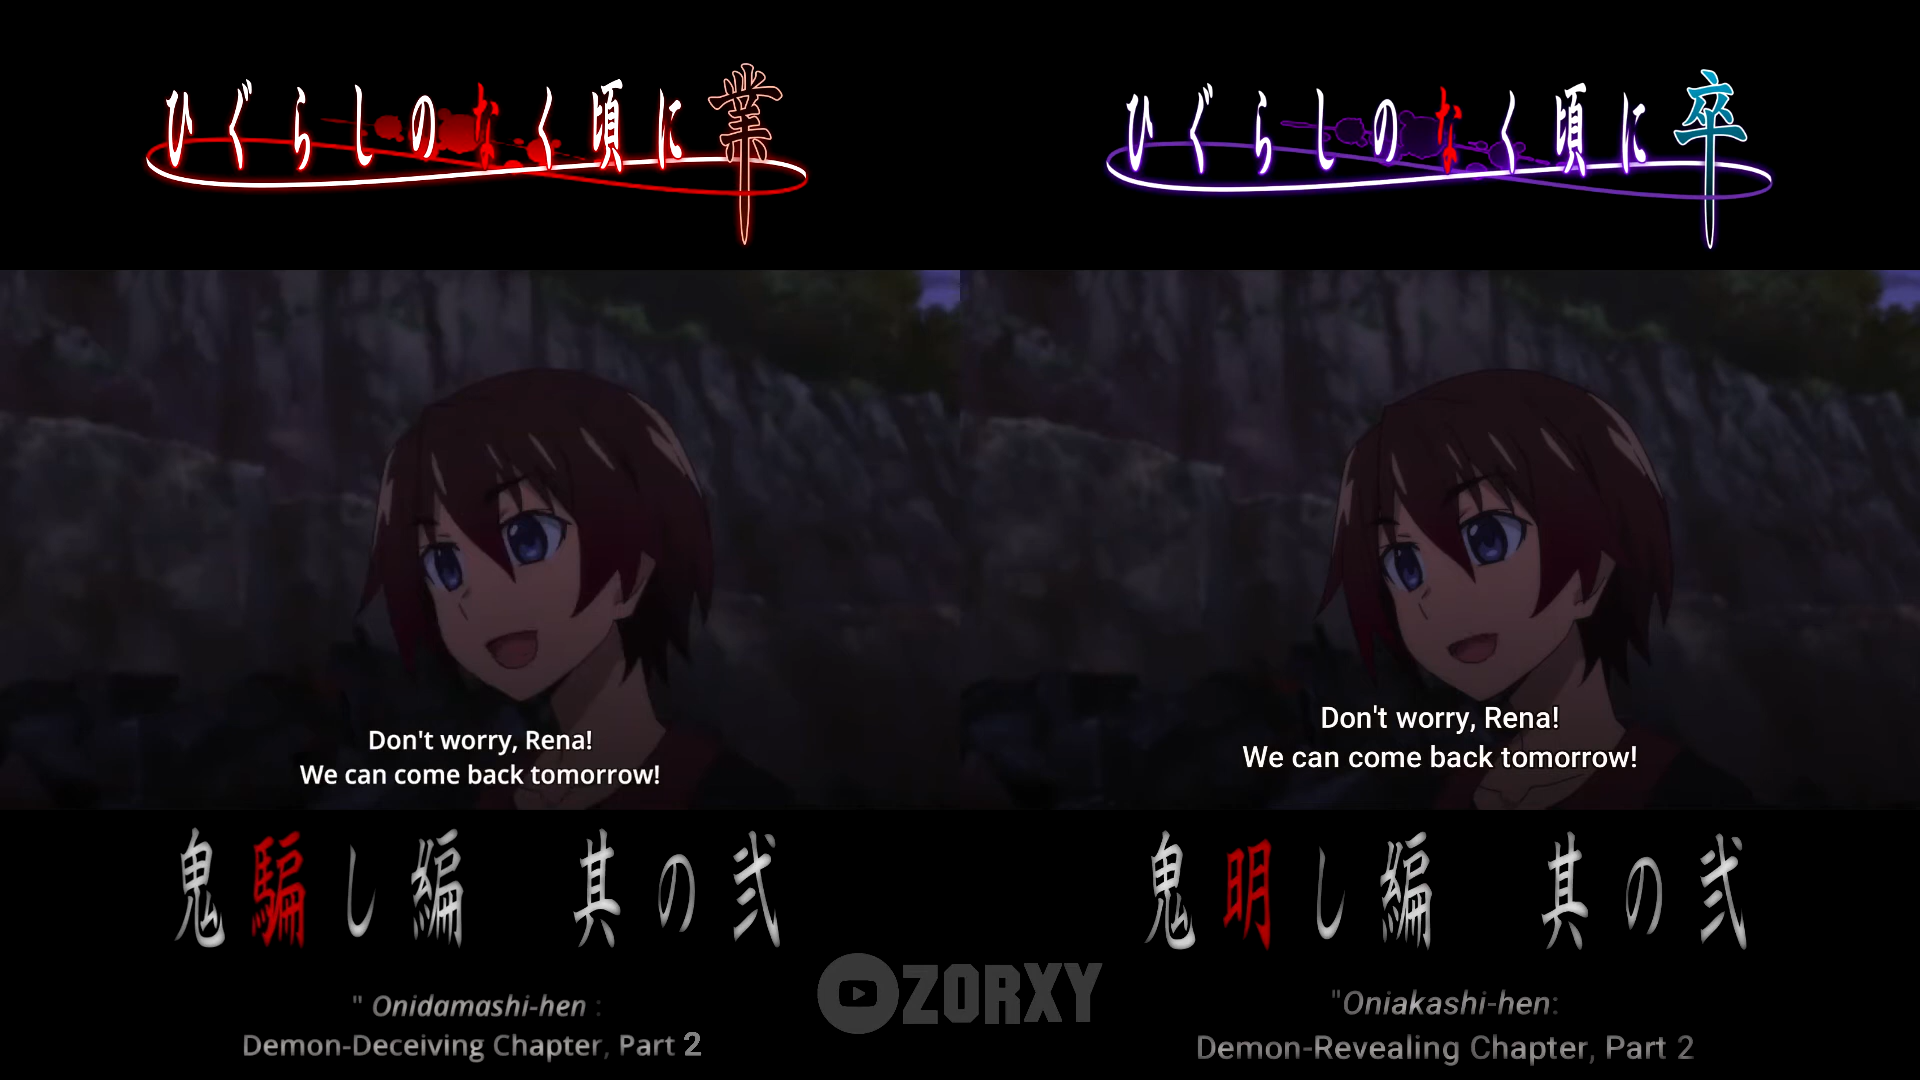 ひぐらしのなく頃に業
ひぐらしのなく頃に卒
Don't worry, Rena!
We can come back tomorrow!
Don't worry, Rena!
We can come back tomorrow!
鬼騙し編 其の弐
鬼明し編 其の弐
" Onidamashi-hen :
Demon-Deceiving Chapter, Part 2
ZORXY
"Oniakashi-hen:
Demon-Revealing Chapter, Part 2